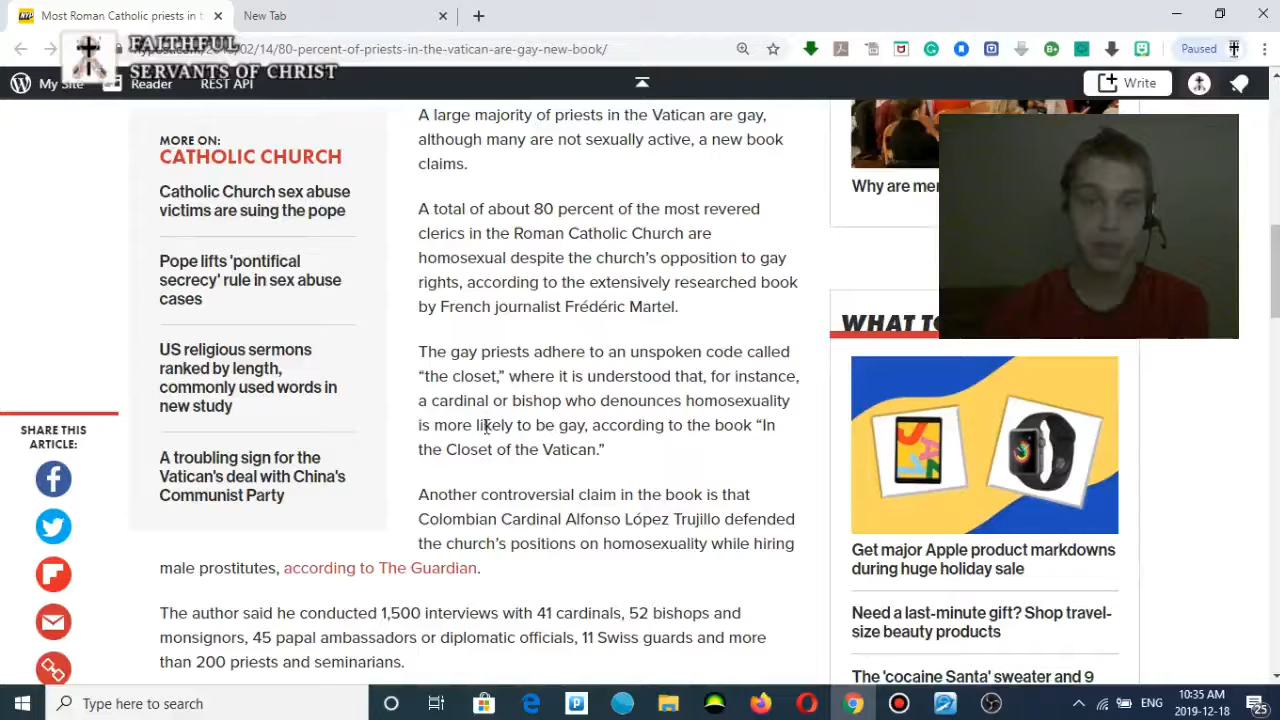 Most Roman Catholic priests in t
New Tab
FAITHFUL
SERVANTS OF CHRIST
02/14/80-percent-of-priests-in-the-vatican-are-gay-new-book/
Paused
My Site
Reader
REST API
Write
MORE ON:
CATHOLIC CHURCH
Catholic Church sex abuse
victims are suing the pope
Pope lifts 'pontifical
secrecy' rule in sex abuse
cases
US religious sermons
ranked by length,
commonly used words in
new study
A troubling sign for the
Vatican's deal with China's
Communist Party
SHARE THIS
ARTICLE:
A large majority of priests in the Vatican are gay,
although many are not sexually active, a new book
claims.
A total of about 80 percent of the most revered
clerics in the Roman Catholic Church are
homosexual despite the church's opposition to gay
rights, according to the extensively researched book
by French journalist Frédéric Martel.
The gay priests adhere to an unspoken code called
“the closet,” where it is understood that, for instance,
a cardinal or bishop who denounces homosexuality
is more likely to be gay, according to the book “In
the Closet of the Vatican.”
Another controversial claim in the book is that
Colombian Cardinal Alfonso López Trujillo defended
the church's positions on homosexuality while hiring
male prostitutes, according to The Guardian.
The author said he conducted 1,500 interviews with 41 cardinals, 52 bishops and
monsignors, 45 papal ambassadors or diplomatic officials, 11 Swiss guards and more
than 200 priests and seminarians.
Why are me
WHAT T
Get major Apple product markdowns
during huge holiday sale
Need a last-minute gift? Shop travel-
size beauty products
The 'cocaine Santa' sweater and 9
Type here to search
ENG
10:35 AM
2019-12-18
25